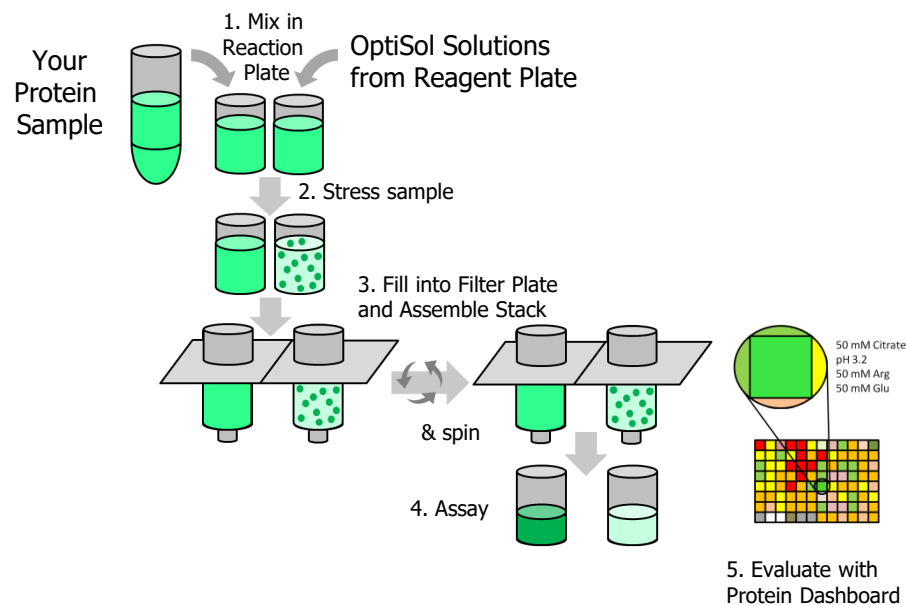 1. Mix in
Reaction
Plate
Your
Protein
Sample
OptiSol Solutions
from Reagent Plate
2. Stress sample
3. Fill into Filter Plate
and Assemble Stack
& spin
4. Assay
50 mM Citrate
pH 3.2
50 mM Arg
50 mM Glu
5. Evaluate with
Protein Dashboard